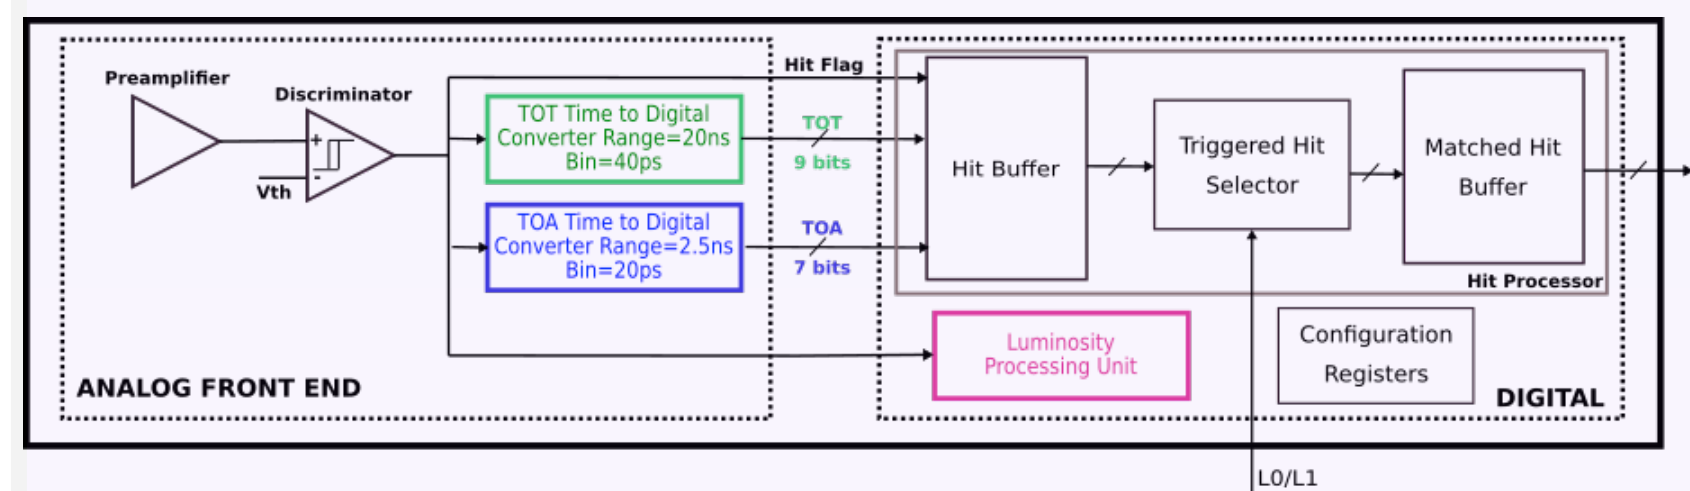 Preamplifier
Discriminator
+
-
Vth
ANALOG FRONT END
TOT Time to Digital
Converter Range=20ns
Bin=40ps
TOA Time to Digital
Converter Range=2.5ns
Bin=20ps
Hit Flag
TOT
9 bits
TOA
7 bits
Hit Buffer
Triggered Hit
Selector
Matched Hit
Buffer
Hit Processor
Luminosity
Processing Unit
Configuration
Registers
DIGITAL
L0/L1